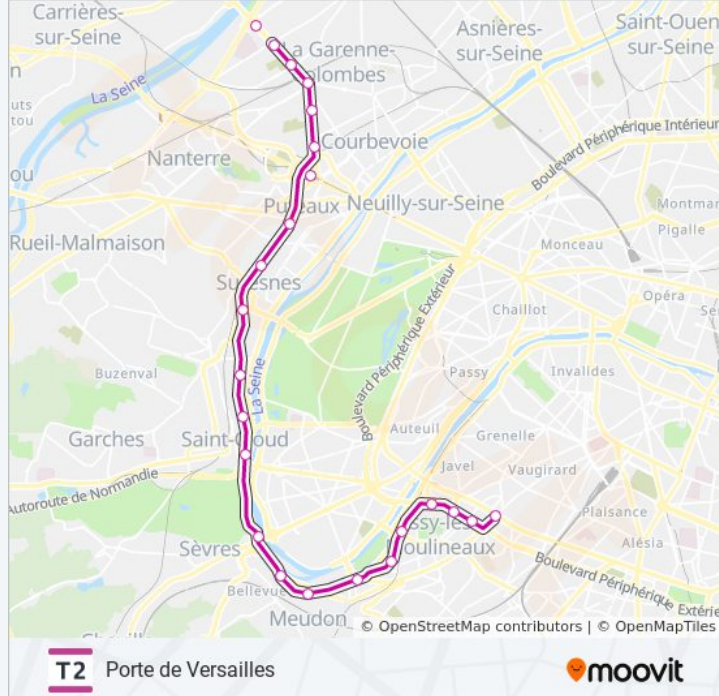 Carrières-
sur-Seine
Asnières-
sur-Seine
Saint-Ouen
sur-Seine
La Garenne-
Colombes
La Seine
Courbevoie
Boulevard Périphérique Intérieur
Nanterre
Puteaux
Neuilly-sur-Seine
Montmar
Pigalle
Rueil-Malmaison
Monceau
Suresnes
Chaillot
Opéra
Boulevard Périphérique Extérieur
Buzenval
La Seine
Passy
Invalides
Garches
Saint-Cloud
Auteuil
Grenelle
Javel
Vaugirard
Autoroute de Normandie
Plaisance
Issy-les-
Moulineaux
Alésia
Sèvres
Boulevard Périphérique Extérie
Bellevue
Meudon
© OpenStreetMap contributors | © OpenMapTiles
T2 Porte de Versailles
moovit